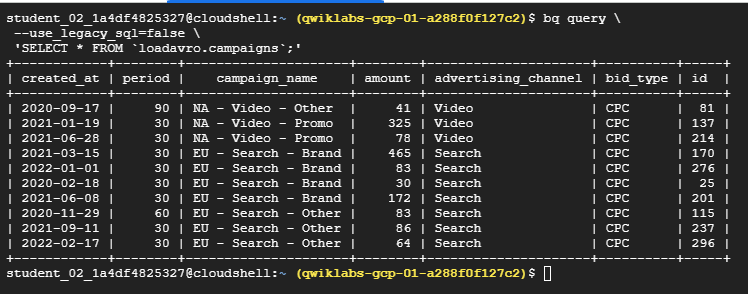 student_02_1a4df4825327@cloudshell:~ (qwiklabs-gcp-01-a288f0f127c2)$ bq query \
--use_legacy_sql=false \
'SELECT * FROM `loadavro.campaigns`;'
+------------+--------+---------------------+--------+---------------------+----------+-----+
| created_at | period |    campaign_name    | amount | advertising_channel | bid_type | id  |
+------------+--------+---------------------+--------+---------------------+----------+-----+
| 2020-09-17 |     90 | NA - Video - Other  |     41 | Video               | CPC      |  81 |
| 2021-01-19 |     30 | NA - Video - Promo  |    325 | Video               | CPC      | 137 |
| 2021-06-28 |     30 | NA - Video - Promo  |     78 | Video               | CPC      | 214 |
| 2021-03-15 |     30 | EU - Search - Brand |    465 | Search              | CPC      | 170 |
| 2022-01-01 |     30 | EU - Search - Brand |     83 | Search              | CPC      | 276 |
| 2020-02-18 |     30 | EU - Search - Brand |     30 | Search              | CPC      |  25 |
| 2021-06-08 |     30 | EU - Search - Brand |    172 | Search              | CPC      | 201 |
| 2020-11-29 |     60 | EU - Search - Other |     83 | Search              | CPC      | 115 |
| 2021-09-11 |     30 | EU - Search - Other |     86 | Search              | CPC      | 237 |
| 2022-02-17 |     30 | EU - Search - Other |     64 | Search              | CPC      | 296 |
+------------+--------+---------------------+--------+---------------------+----------+-----+
student_02_1a4df4825327@cloudshell:~ (qwiklabs-gcp-01-a288f0f127c2)$